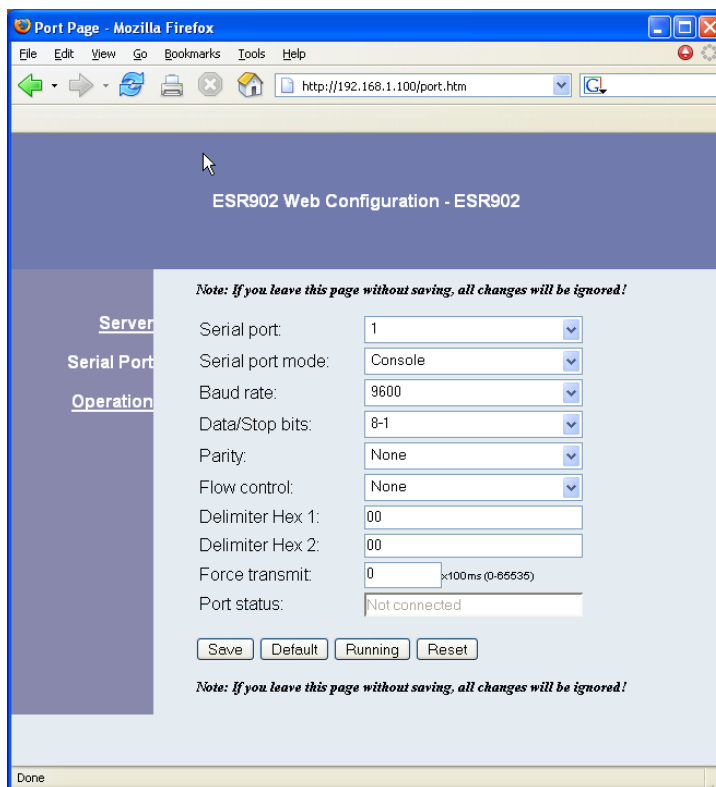 Port Page - Mozilla Firefox
File Edit View Go Bookmarks Tools Help
http://192.168.1.100/port.htm
G
ESR902 Web Configuration - ESR902
Note: If you leave this page without saving, all changes will be ignored!
Server
Serial Port
Operation
Serial port: 1
Serial port mode: Console
Baud rate: 9600
Data/Stop bits: 8-1
Parity: None
Flow control: None
Delimiter Hex 1: 00
Delimiter Hex 2: 00
Force transmit: 0 x100ms (0-65535)
Port status: Not connected
Save Default Running Reset
Note: If you leave this page without saving, all changes will be ignored!
Done